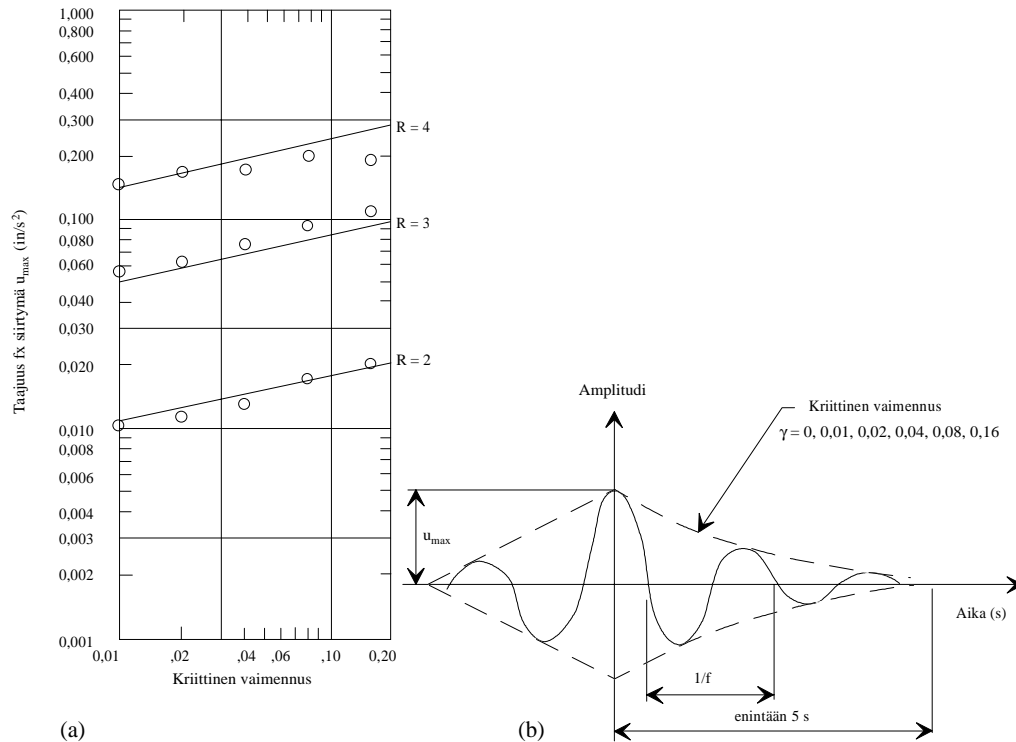 1,000
0,800
0,600
0,400
0,300
0,200
0,100
0,080
0,060
0,040
0,030
0,020
0,010
0,008
0,006
0,004
0,003
0,002
0,001
Taajuus fx siirtymä u_max (in/s²)
R = 4
R = 3
R = 2
0,01 ,02 ,04 ,06 ,10 0,20
Kriittinen vaimennus
(a)
Amplitudi
Kriittinen vaimennus
γ = 0, 0,01, 0,02, 0,04, 0,08, 0,16
u_max
Aika (s)
1/f
enintään 5 s
(b)